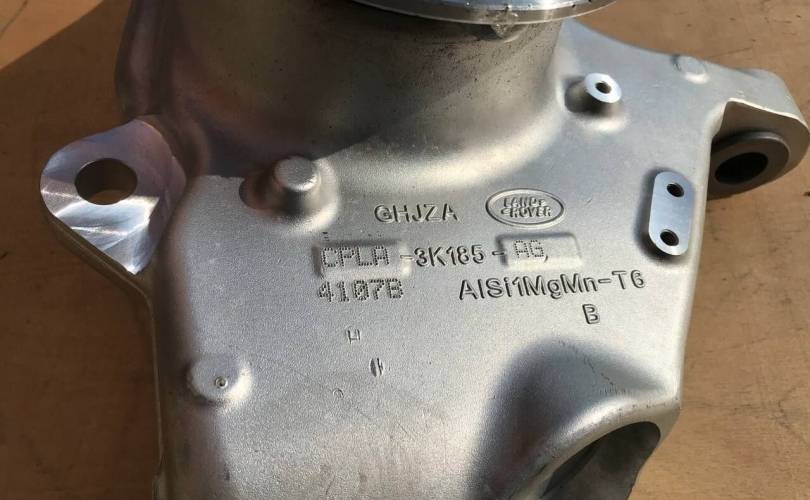 GHJZA LAND ROVER
CPLA -3K185- AG
4107B AlSi1MgMn-T6
B